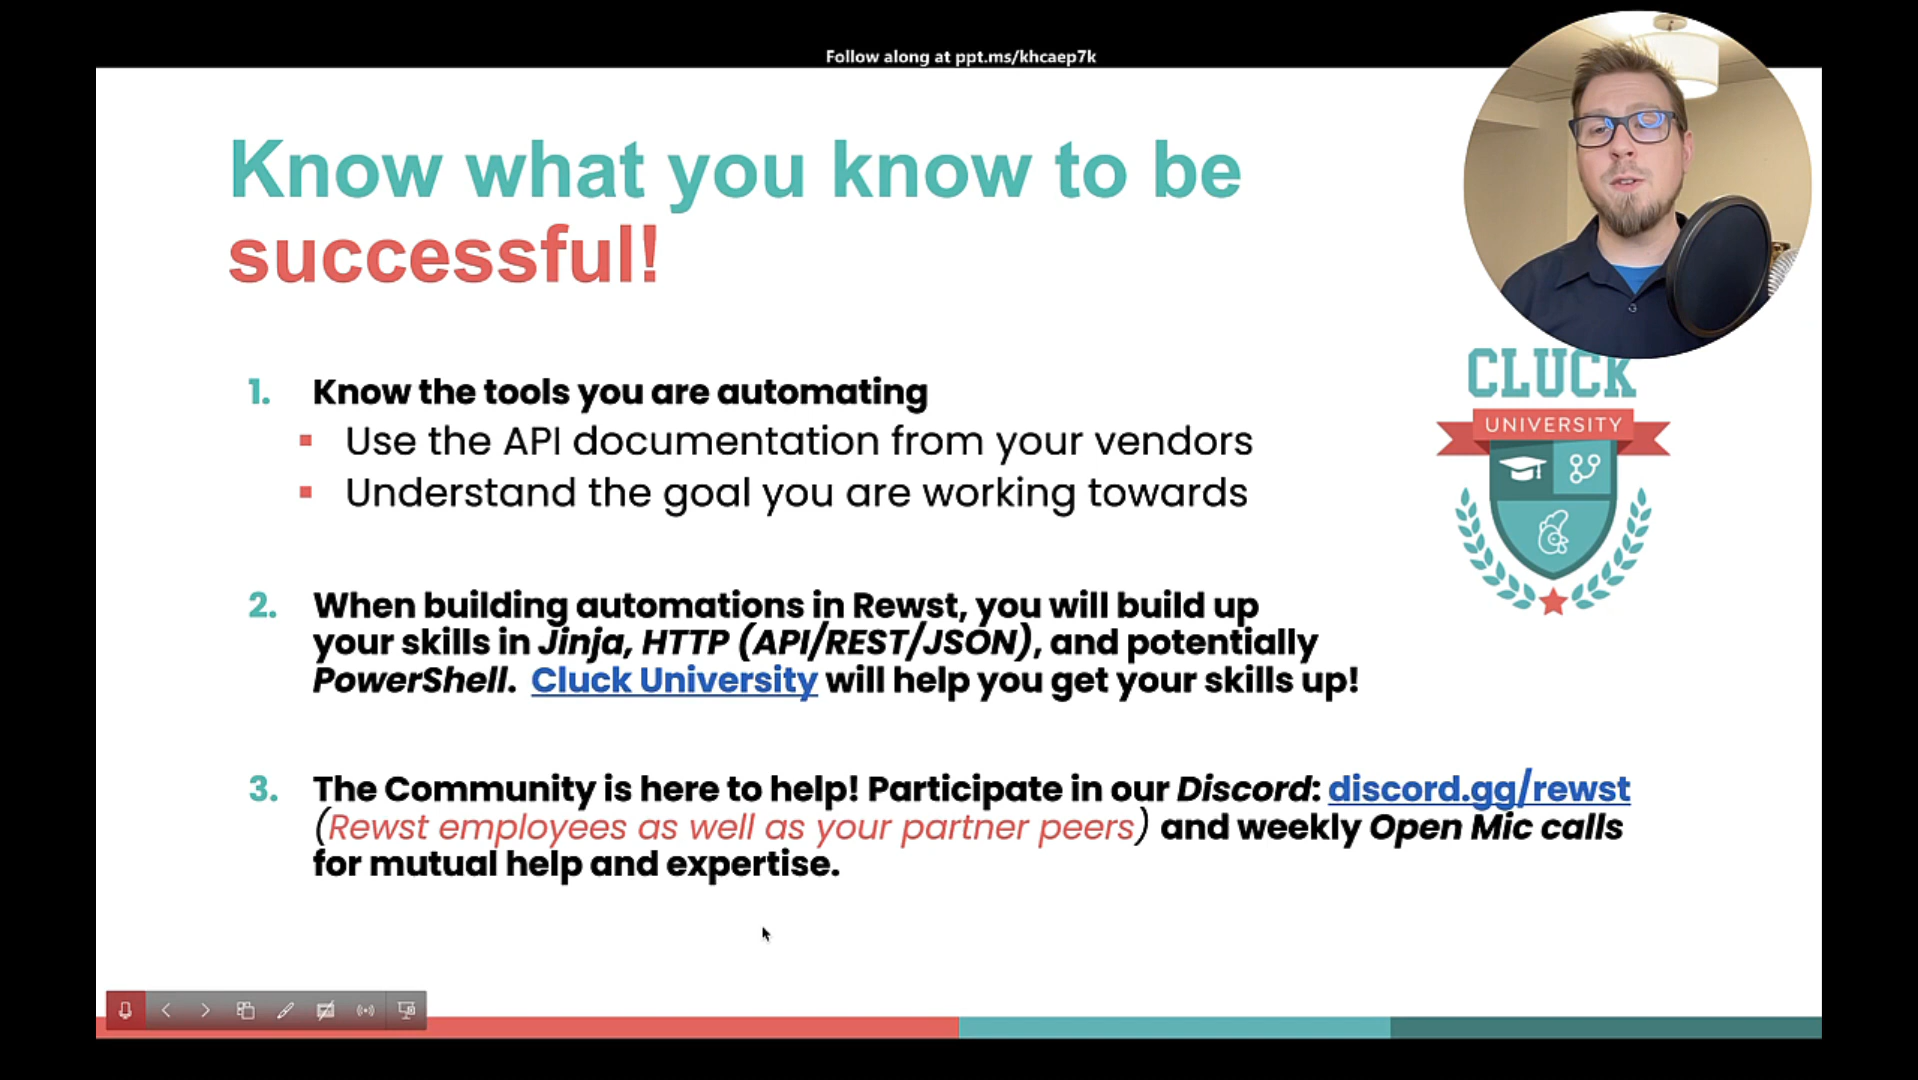 Follow along at ppt.ms/khcaep7k
Know what you know to be
successful!
1. Know the tools you are automating
▪ Use the API documentation from your vendors
▪ Understand the goal you are working towards
2. When building automations in Rewst, you will build up
your skills in Jinja, HTTP (API/REST/JSON), and potentially
PowerShell. Cluck University will help you get your skills up!
3. The Community is here to help! Participate in our Discord: discord.gg/rewst
(Rewst employees as well as your partner peers) and weekly Open Mic calls
for mutual help and expertise.
CLUCK
UNIVERSITY